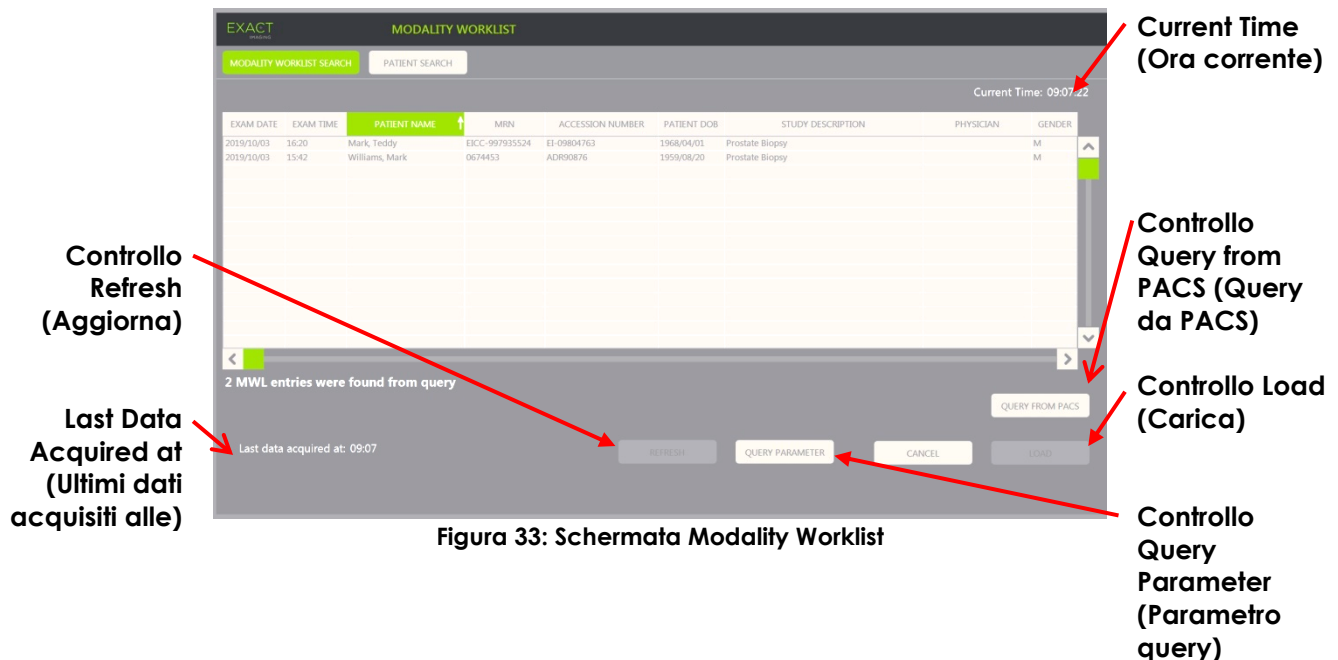 EXACT
IMAGING
MODALITY WORKLIST
Current Time
(Ora corrente)
MODALITY WORKLIST SEARCH PATIENT SEARCH
Current Time: 09:07:22
EXAM DATE EXAM TIME PATIENT NAME MRN ACCESSION NUMBER PATIENT DOB STUDY DESCRIPTION PHYSICIAN GENDER
2019/10/03 16:20 Mark, Teddy EICC-997935524 EI-09804763 1968/04/01 Prostate Biopsy M
2019/10/03 15:42 Williams, Mark 0674453 ADR90876 1959/08/20 Prostate Biopsy M
Controllo
Refresh
(Aggiorna)
Controllo
Query from
PACS (Query
da PACS)
2 MWL entries were found from query
QUERY FROM PACS
Controllo Load
(Carica)
Last Data
Acquired at
(Ultimi dati
acquisiti alle)
Last data acquired at: 09:07
REFRESH QUERY PARAMETER CANCEL LOAD
Controllo
Query
Parameter
(Parametro
query)
Figura 33: Schermata Modality Worklist